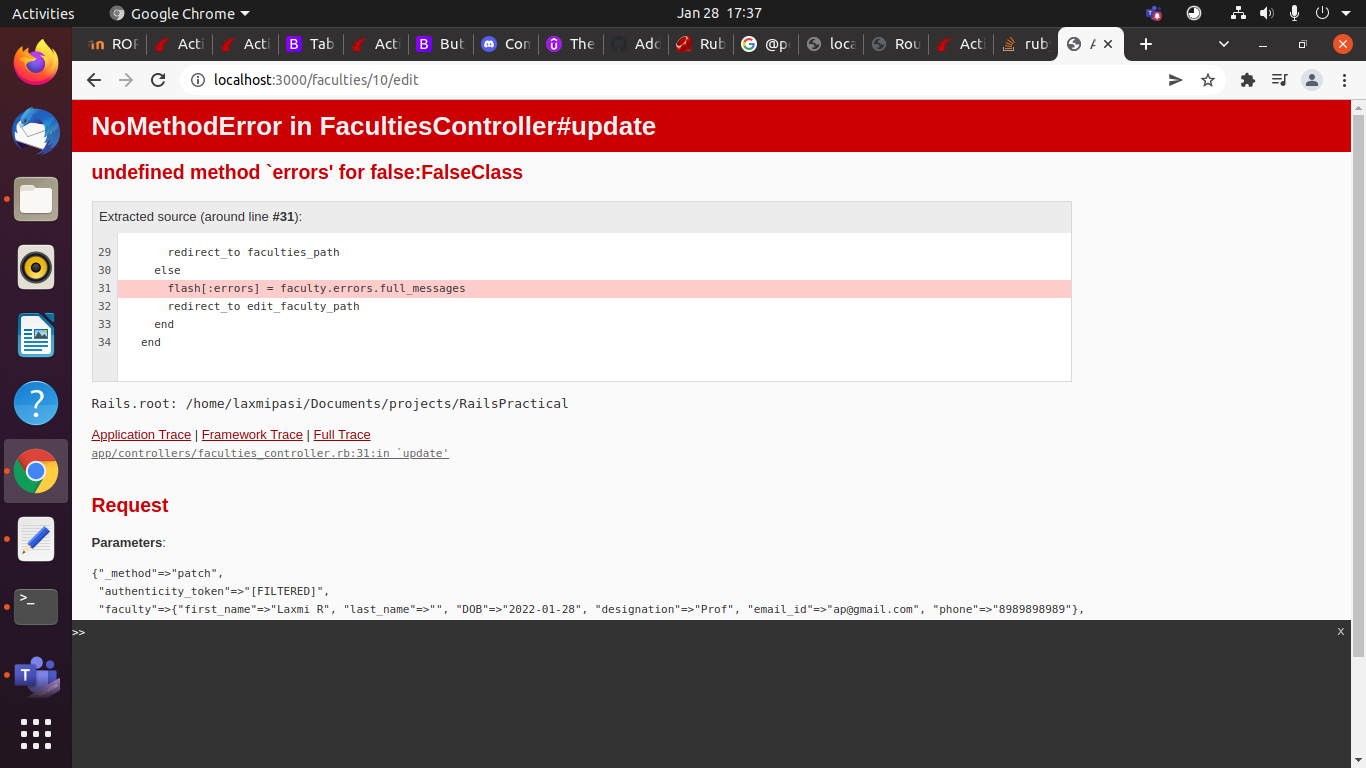 Activities
Google Chrome
Jan 28 17:37
ROR
Acti
Acti
B Tab
Acti
B But
Con
The
Add
Rub
@po
loca
Rou
Acti
ruby
A
localhost:3000/faculties/10/edit
NoMethodError in FacultiesController#update
undefined method `errors' for false:FalseClass
Extracted source (around line #31):
29 redirect_to faculties_path
30 else
31 flash[:errors] = faculty.errors.full_messages
32 redirect_to edit_faculty_path
33 end
34 end
Rails.root: /home/laxmipasi/Documents/projects/RailsPractical
Application Trace | Framework Trace | Full Trace
app/controllers/faculties_controller.rb:31:in `update'
Request
Parameters:
{"_method"=>"patch",
"authenticity_token"=>"[FILTERED]",
"faculty"=>{"first_name"=>"Laxmi R", "last_name"=>"", "DOB"=>"2022-01-28", "designation"=>"Prof", "email_id"=>"ap@gmail.com", "phone"=>"8989898989"},
>>
x